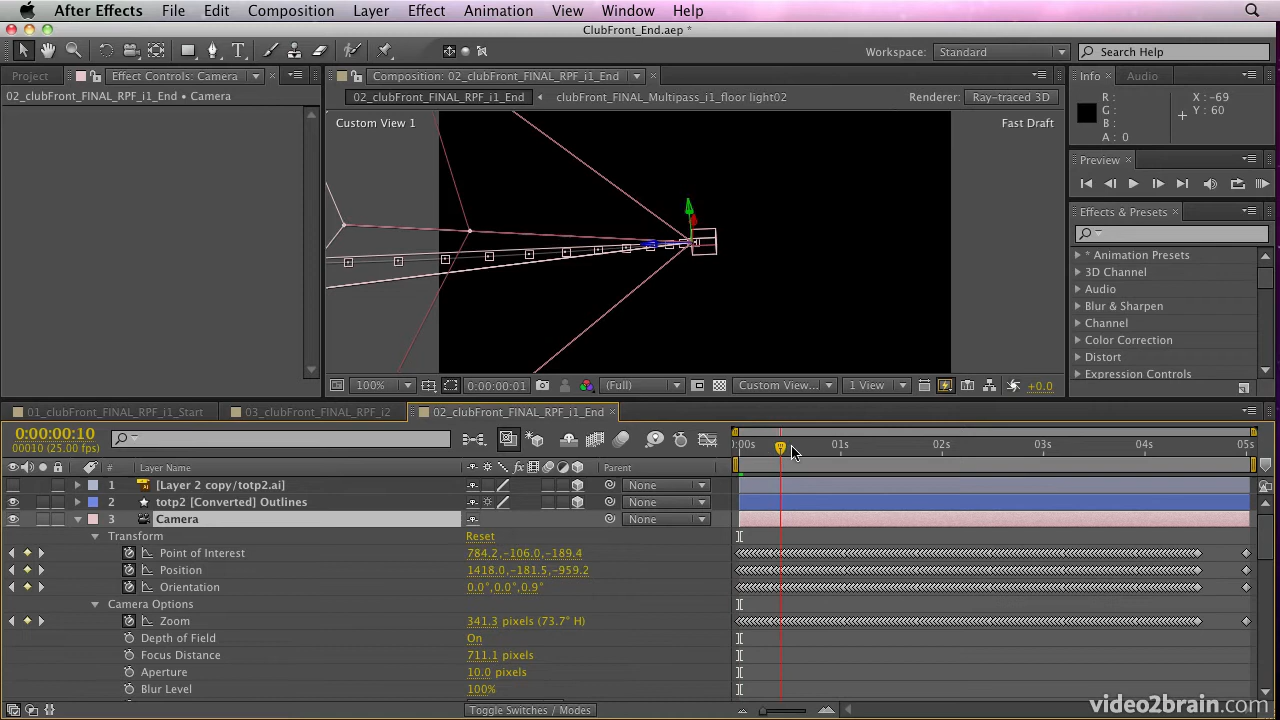 After Effects File Edit Composition Layer Effect Animation View Window Help
ClubFront_End.aep *
Workspace: Standard Search Help
Project Effect Controls: Camera Composition: 02_clubFront_FINAL_RPF_i1_End Info Audio
02_clubFront_FINAL_RPF_i1_End • Camera
02_clubFront_FINAL_RPF_i1_End clubFront_FINAL_Multipass_i1_floor light02 Renderer: Ray-traced 3D
Custom View 1 Fast Draft
R: X: -69
G: Y: 60
B:
A: 0
Preview
Effects & Presets
* Animation Presets
3D Channel
Audio
Blur & Sharpen
Channel
Color Correction
Distort
Expression Controls
100% 0:00:00:01 (Full) Custom View... 1 View +0.0
01_clubFront_FINAL_RPF_i1_Start 03_clubFront_FINAL_RPF_i2 02_clubFront_FINAL_RPF_i1_End
0:00:00:10
00010 (25.00 fps)
):00s 01s 02s 03s 04s 05s
# Layer Name Parent
1 [Layer 2 copy/totp2.ai] None
2 totp2 [Converted] Outlines None
3 Camera None
Transform Reset
Point of Interest 784.2,-106.0,-189.4
Position 1418.0,-181.5,-959.2
Orientation 0.0°,0.0°,0.9°
Camera Options
Zoom 341.3 pixels (73.7° H)
Depth of Field On
Focus Distance 711.1 pixels
Aperture 10.0 pixels
Blur Level 100%
Toggle Switches / Modes
video2brain.com